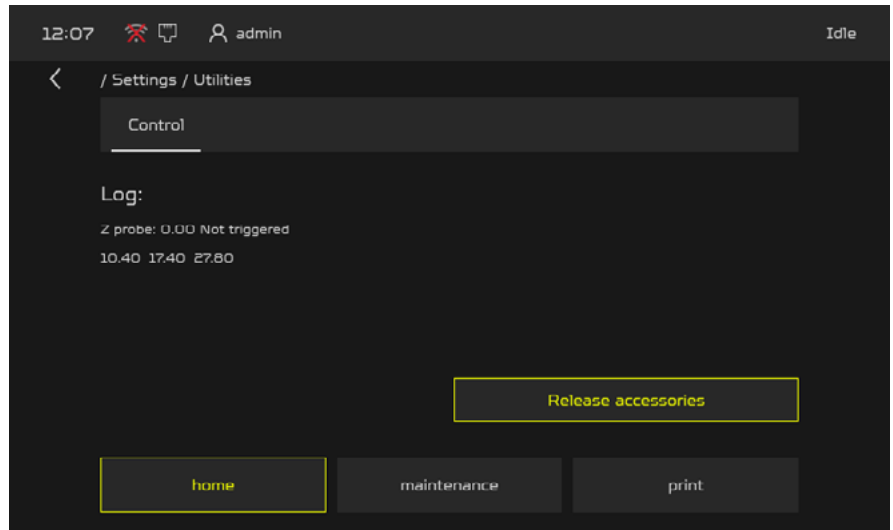 12:07 admin Idle
/ Settings / Utilities
Control
Log:
Z probe: 0.00 Not triggered
10.40 17.40 27.80
Release accessories
home maintenance print